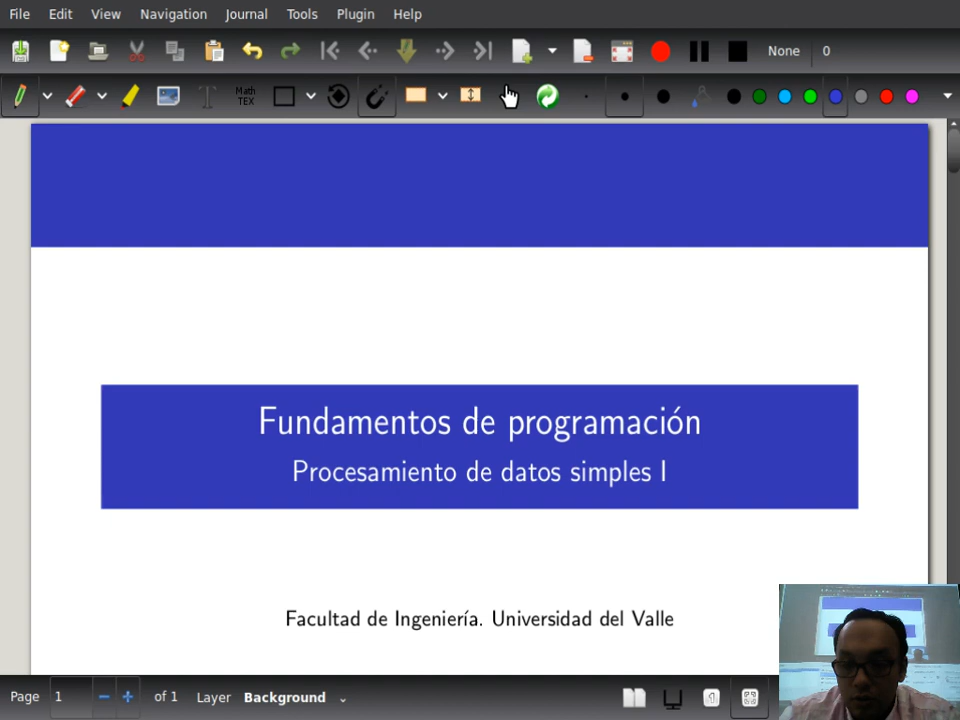 File Edit View Navigation Journal Tools Plugin Help
None 0
Math
TEX
Fundamentos de programación
Procesamiento de datos simples I
Facultad de Ingeniería. Universidad del Valle
Page 1 of 1 Layer Background